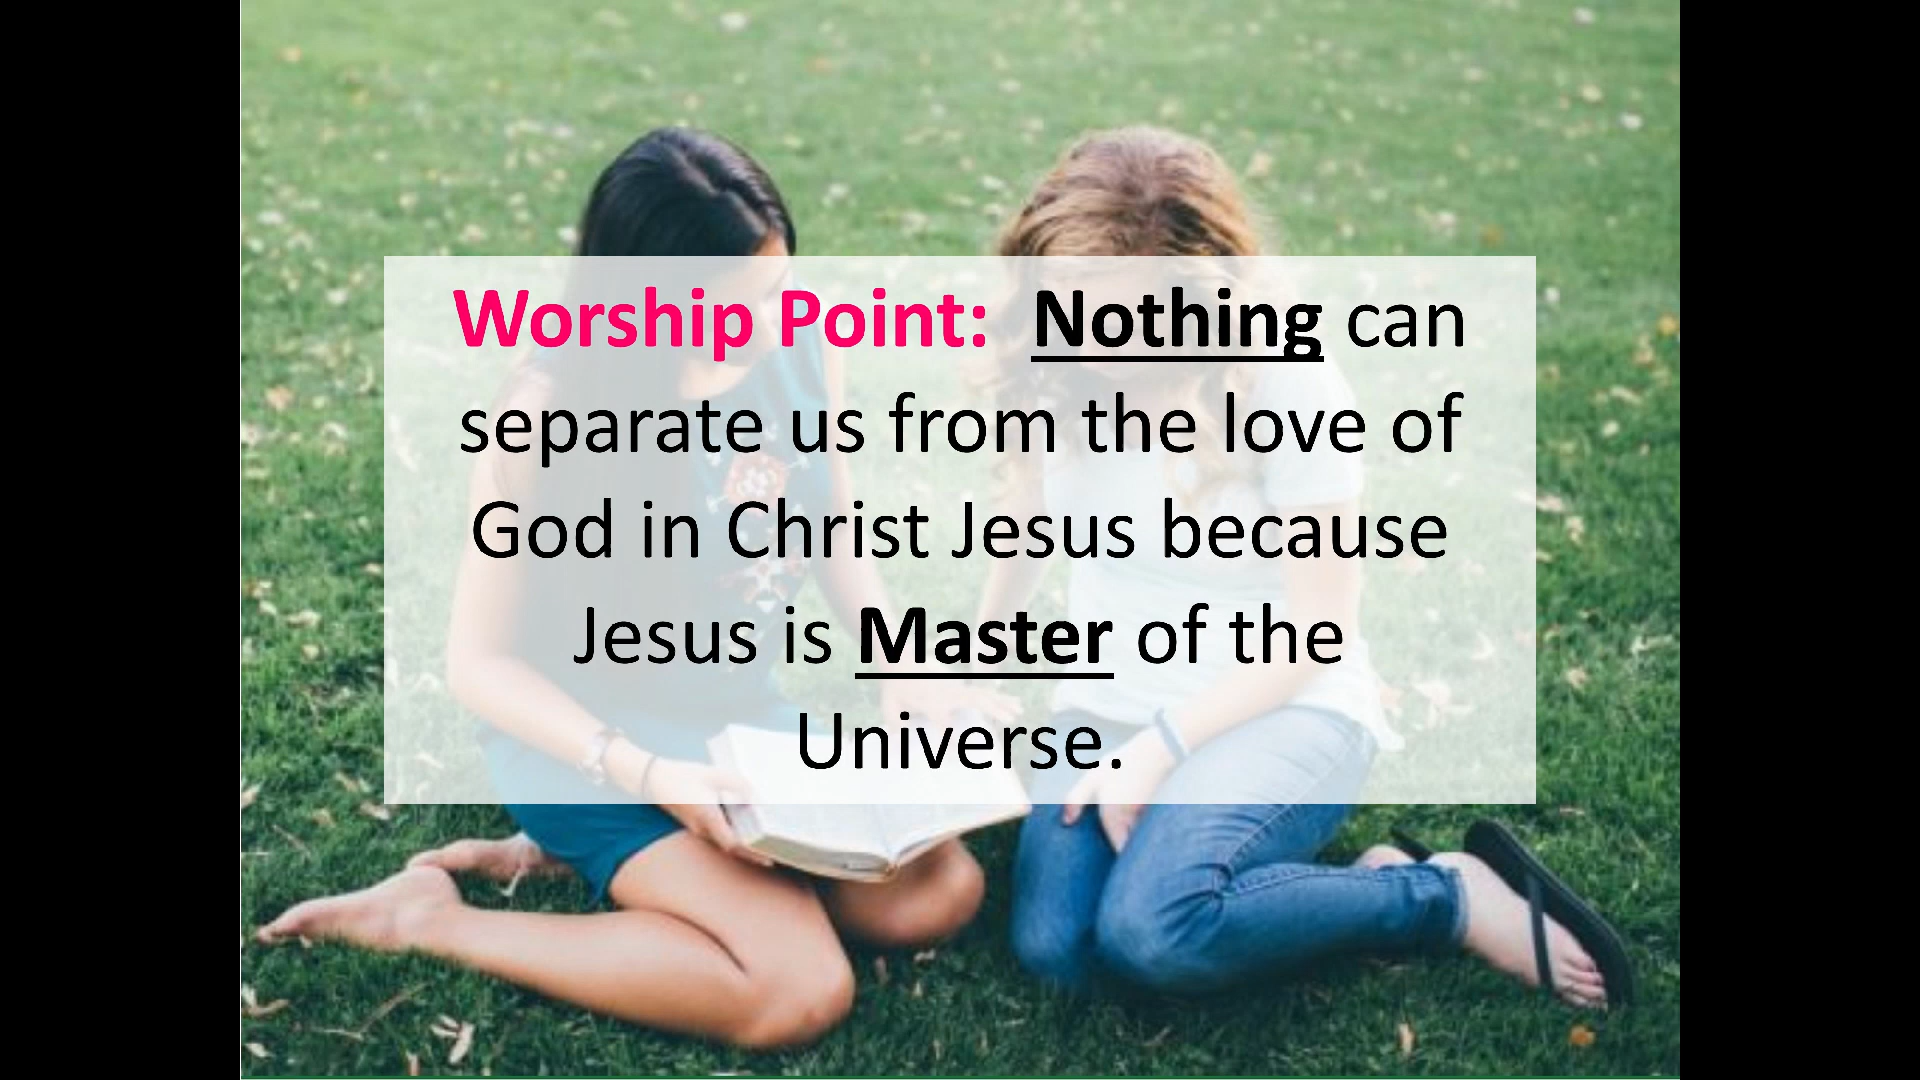 Worship Point:  Nothing can
separate us from the love of
God in Christ Jesus because
Jesus is Master of the
Universe.